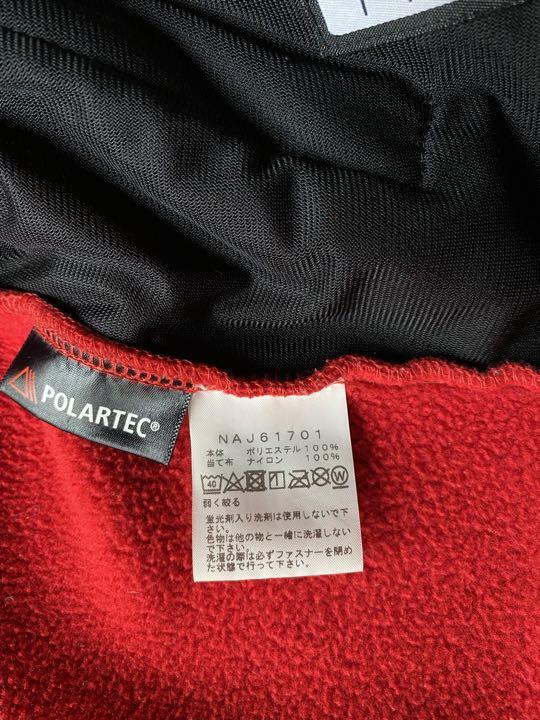 POLARTEC®
NAJ61701
本体 ポリエステル 100%
当て布 ナイロン 100%
40 W
弱く絞る
蛍光剤入り洗剤は使用しないで下
さい。
色物は他の物と一緒に洗濯しない
で下さい。
洗濯の際は必ずファスナーを閉め
た状態で行って下さい。